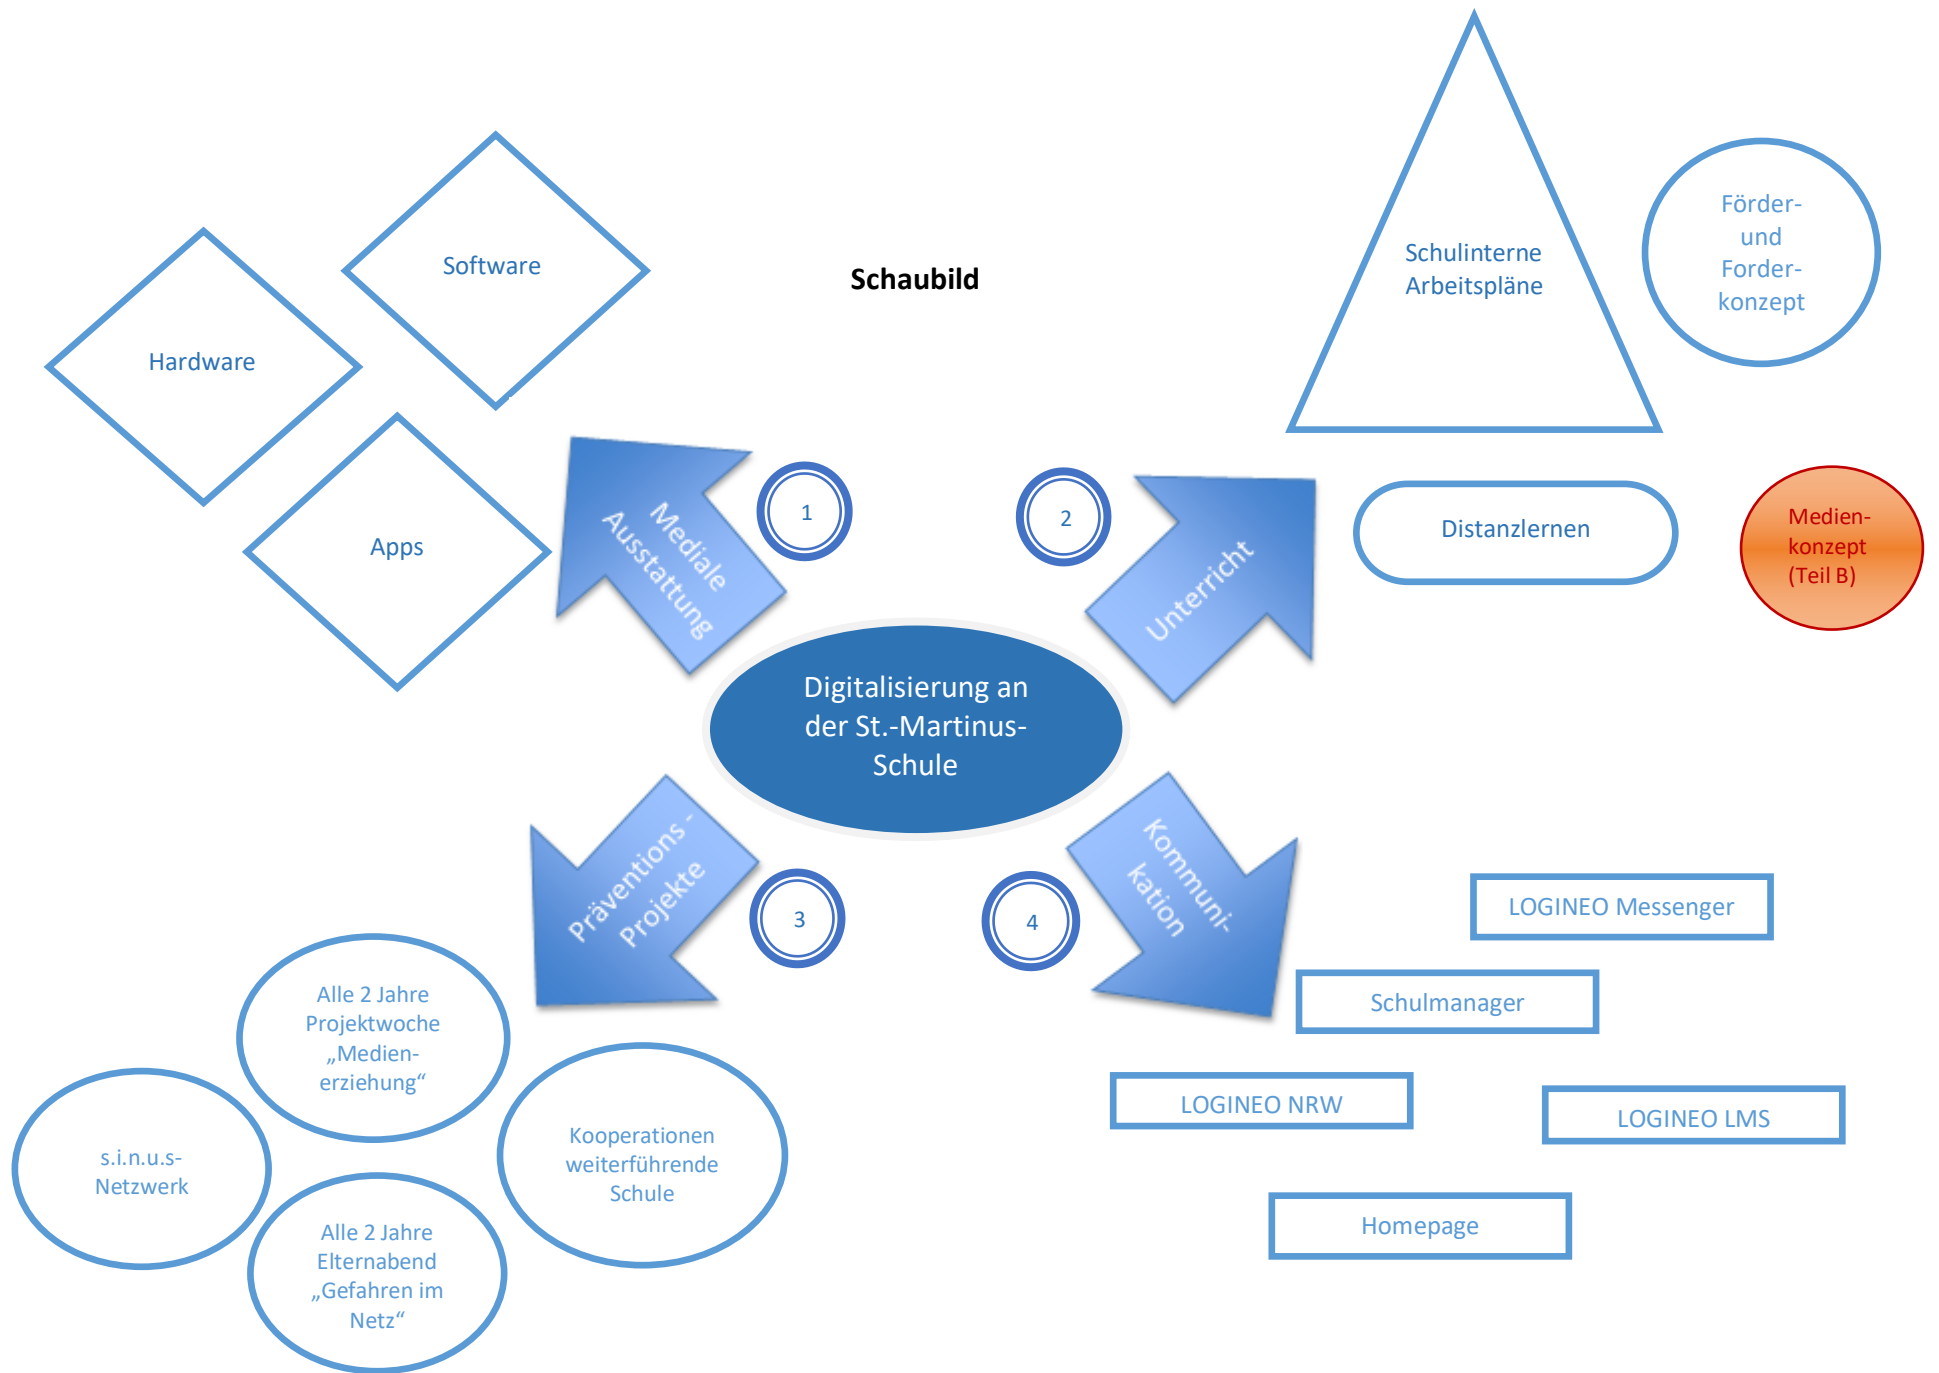 Schaubild
Software
Hardware
Apps
Mediale
Ausstattung
1
2
Unterricht
Schulinterne
Arbeitspläne
Förder-
und
Forder-
konzept
Distanzlernen
Medien-
konzept
(Teil B)
Digitalisierung an
der St.-Martinus-
Schule
Präventions -
Projekte
3
4
Kommuni-
kation
Alle 2 Jahre
Projektwoche
„Medien-
erziehung“
s.i.n.u.s-
Netzwerk
Kooperationen
weiterführende
Schule
Alle 2 Jahre
Elternabend
„Gefahren im
Netz“
LOGINEO Messenger
Schulmanager
LOGINEO NRW
LOGINEO LMS
Homepage